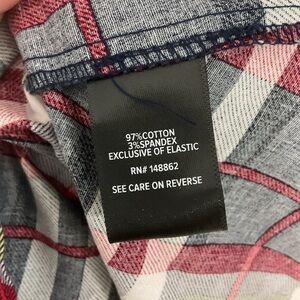 97%COTTON
3%SPANDEX
EXCLUSIVE OF ELASTIC
RN# 148862
SEE CARE ON REVERSE